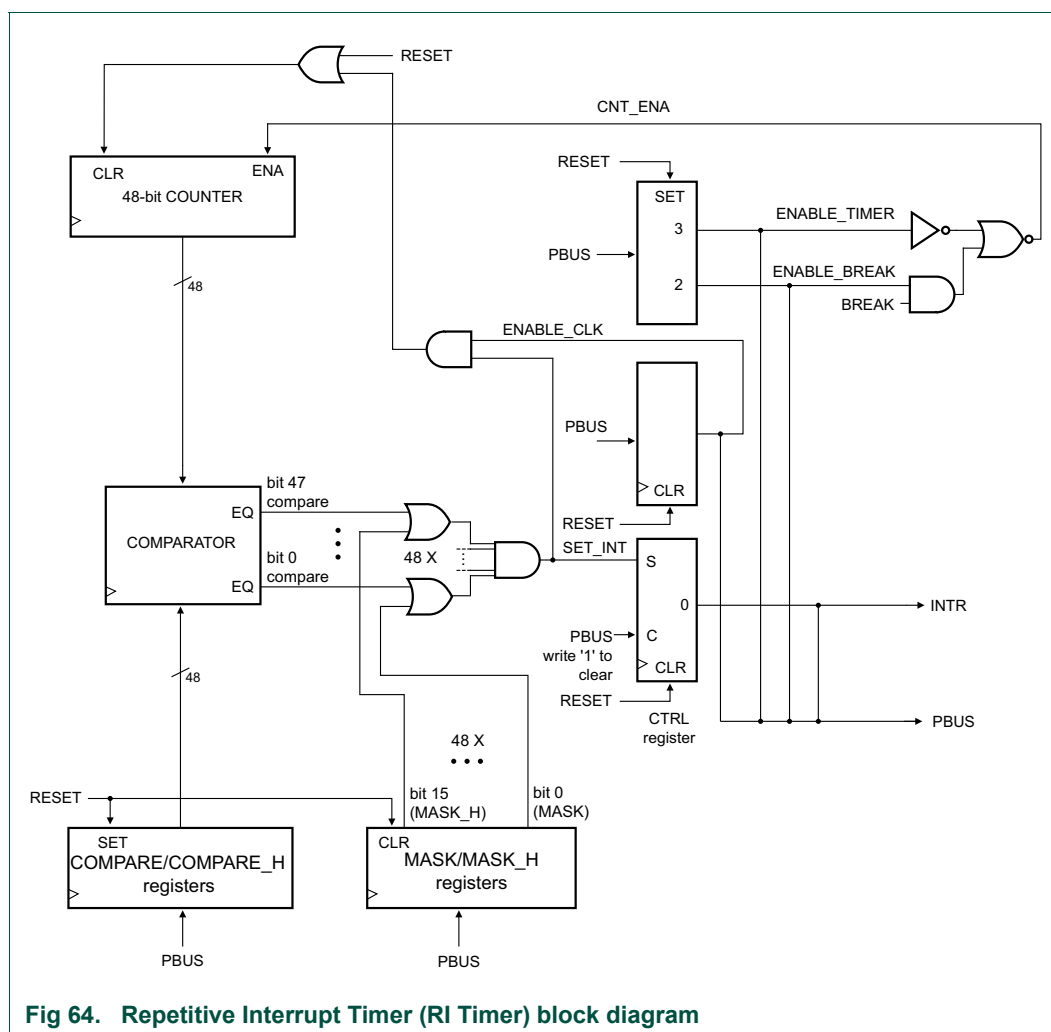 RESET
CNT_ENA
CLR
ENA
48-bit COUNTER
RESET
SET
3
ENABLE_TIMER
PBUS
48
2
ENABLE_BREAK
BREAK
ENABLE_CLK
PBUS
CLR
RESET
bit 47
compare
EQ
COMPARATOR
48 X
bit 0
compare
EQ
SET_INT
S
0
INTR
PBUS
write '1' to
clear
C
CLR
RESET
CTRL
register
PBUS
48
48 X
RESET
bit 15
(MASK_H)
bit 0
(MASK)
SET
COMPARE/COMPARE_H
registers
CLR
MASK/MASK_H
registers
PBUS
PBUS
Fig 64. Repetitive Interrupt Timer (RI Timer) block diagram